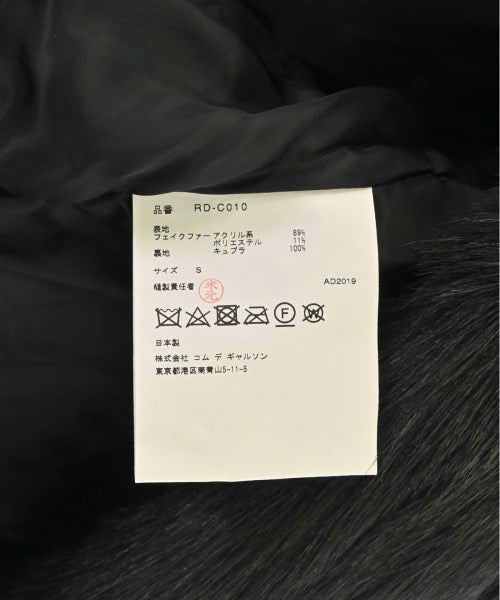 品番 RD-C010
表地
フェイクファー アクリル系 89%
ポリエステル 11%
裏地 キュプラ 100%
サイズ S
縫製責任者 米元
AD2019
F W
日本製
株式会社 コム デ ギャルソン
東京都港区南青山5-11-5